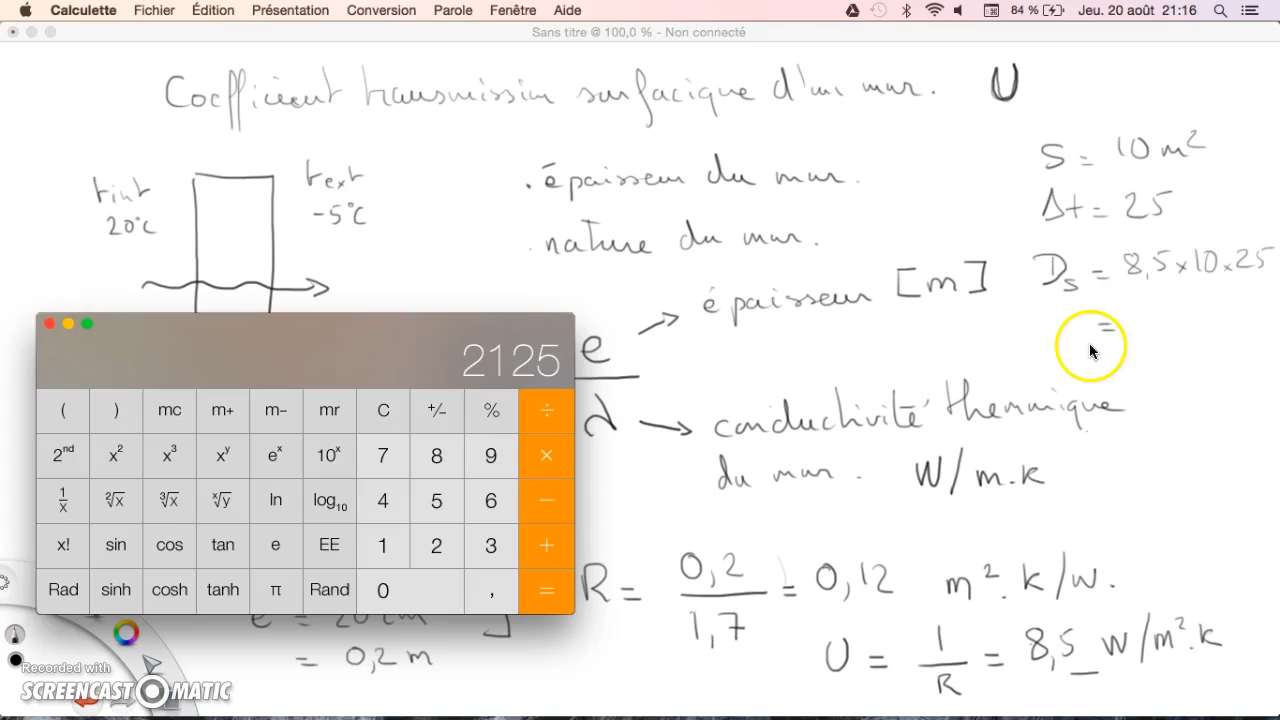 Calculette Fichier Édition Présentation Conversion Parole Fenêtre Aide 84 % Jeu. 20 août 21:16
Sans titre @ 100,0 % - Non connecté
Coefficient transmission surfacique d'un mur. U
tint
20°C
text
-5°C
. épaisseur du mur.
. nature du mur.
S = 10 m²
Δt = 25
Ds = 8,5 x 10 x 25
=
e
λ
→ épaisseur [m]
→ conductivité thermique
du mur. W/m.k
2125
( ) mc m+ m− mr C +/− % ÷
2nd x² x³ xʸ eˣ 10ˣ 7 8 9 ×
1/x ²√x ³√x ʸ√x ln log₁₀ 4 5 6 −
x! sin cos tan e EE 1 2 3 +
Rad sinh cosh tanh π Rand 0 , =
R = 0,2 / 1,7 = 0,12 m².k/w.
U = 1 / R = 8,5 W/m².k
e = 20 cm
= 0,2 m
Recorded with
SCREENCAST MATIC